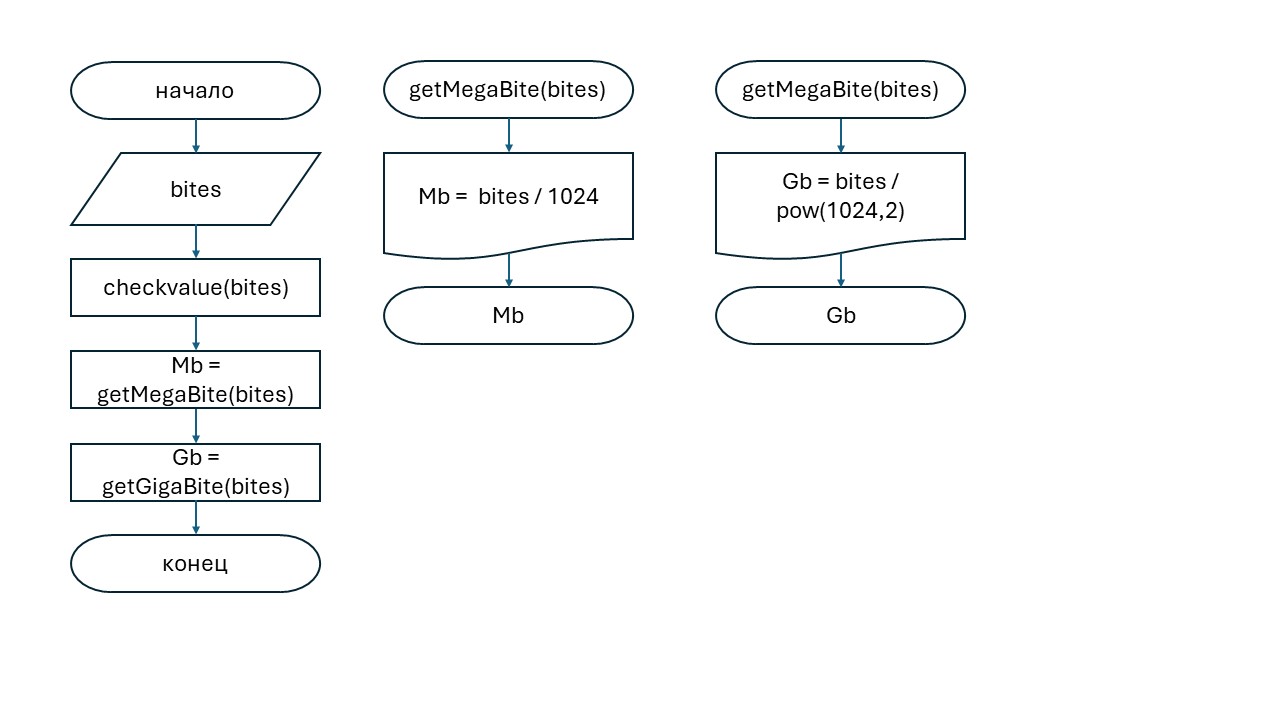 начало
bites
checkvalue(bites)
Mb =
getMegaBite(bites)
Gb =
getGigaBite(bites)
конец
getMegaBite(bites)
Mb =  bites / 1024
Mb
getMegaBite(bites)
Gb = bites /
pow(1024,2)
Gb